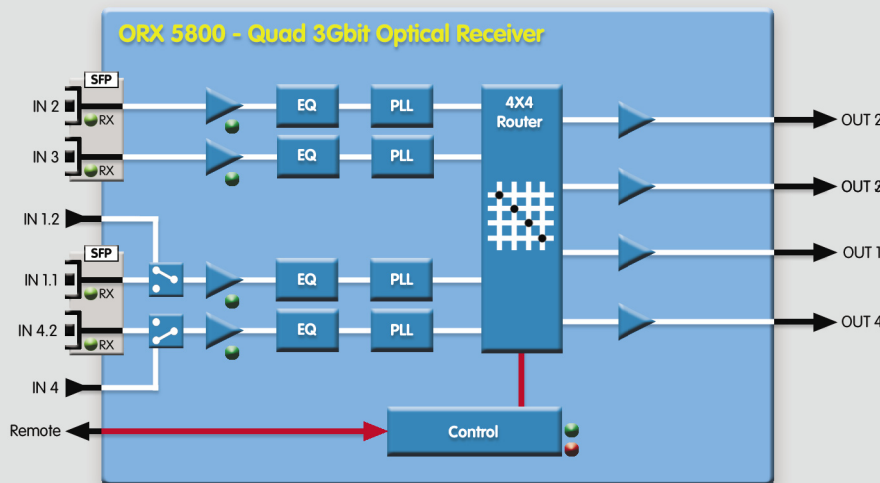 ORX 5800 - Quad 3Gbit Optical Receiver
SFP
IN 2
RX
EQ
PLL
4X4
Router
OUT 2
IN 3
RX
EQ
PLL
OUT 2
IN 1.2
SFP
OUT 1
IN 1.1
RX
EQ
PLL
IN 4.2
RX
EQ
PLL
OUT 4
IN 4
Remote
Control